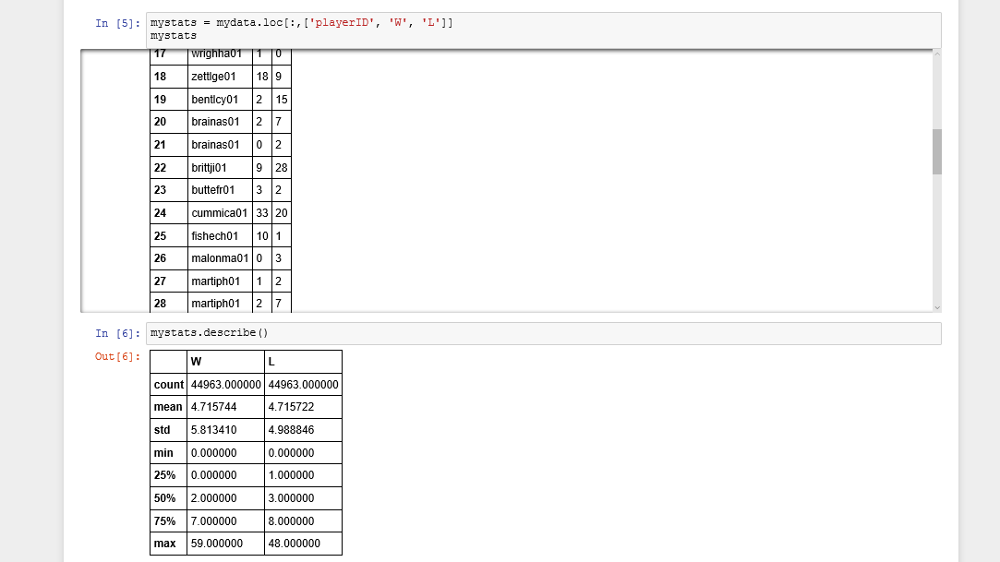 In [5]: mystats = mydata.loc[:,['playerID', 'W', 'L']]
mystats
17 wrighha01 1 0
18 zettlge01 18 9
19 bentlcy01 2 15
20 brainas01 2 7
21 brainas01 0 2
22 brittji01 9 28
23 buttefr01 3 2
24 cummica01 33 20
25 fishech01 10 1
26 malonma01 0 3
27 martiph01 1 2
28 martiph01 2 7
In [6]: mystats.describe()
Out[6]:
W L
count 44963.000000 44963.000000
mean 4.715744 4.715722
std 5.813410 4.988846
min 0.000000 0.000000
25% 0.000000 1.000000
50% 2.000000 3.000000
75% 7.000000 8.000000
max 59.000000 48.000000